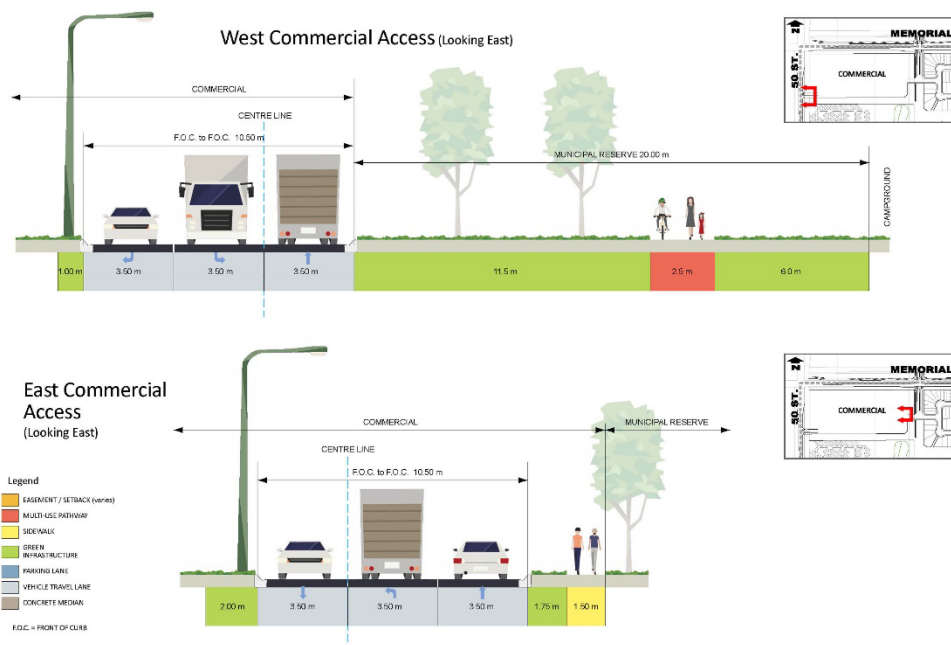 West Commercial Access (Looking East)
COMMERCIAL
CENTRE LINE
F.O.C. to F.O.C. 10.50 m
MUNICIPAL RESERVE 20.00 m
CAMPGROUND
1.00 m
3.50 m
3.50 m
3.50 m
11.5 m
2.5 m
6.0 m
N
MEMORIAL
50 ST.
COMMERCIAL
East Commercial
Access
(Looking East)
COMMERCIAL
MUNICIPAL RESERVE
CENTRE LINE
F.O.C. to F.O.C. 10.50 m
2.00 m
3.50 m
3.50 m
3.50 m
1.75 m
1.50 m
N
MEMORIAL
50 ST.
COMMERCIAL
Legend
EASEMENT / SETBACK (varies)
MULTI-USE PATHWAY
SIDEWALK
GREEN
INFRASTRUCTURE
PARKING LANE
VEHICLE TRAVEL LANE
CONCRETE MEDIAN
F.O.C. = FRONT OF CURB